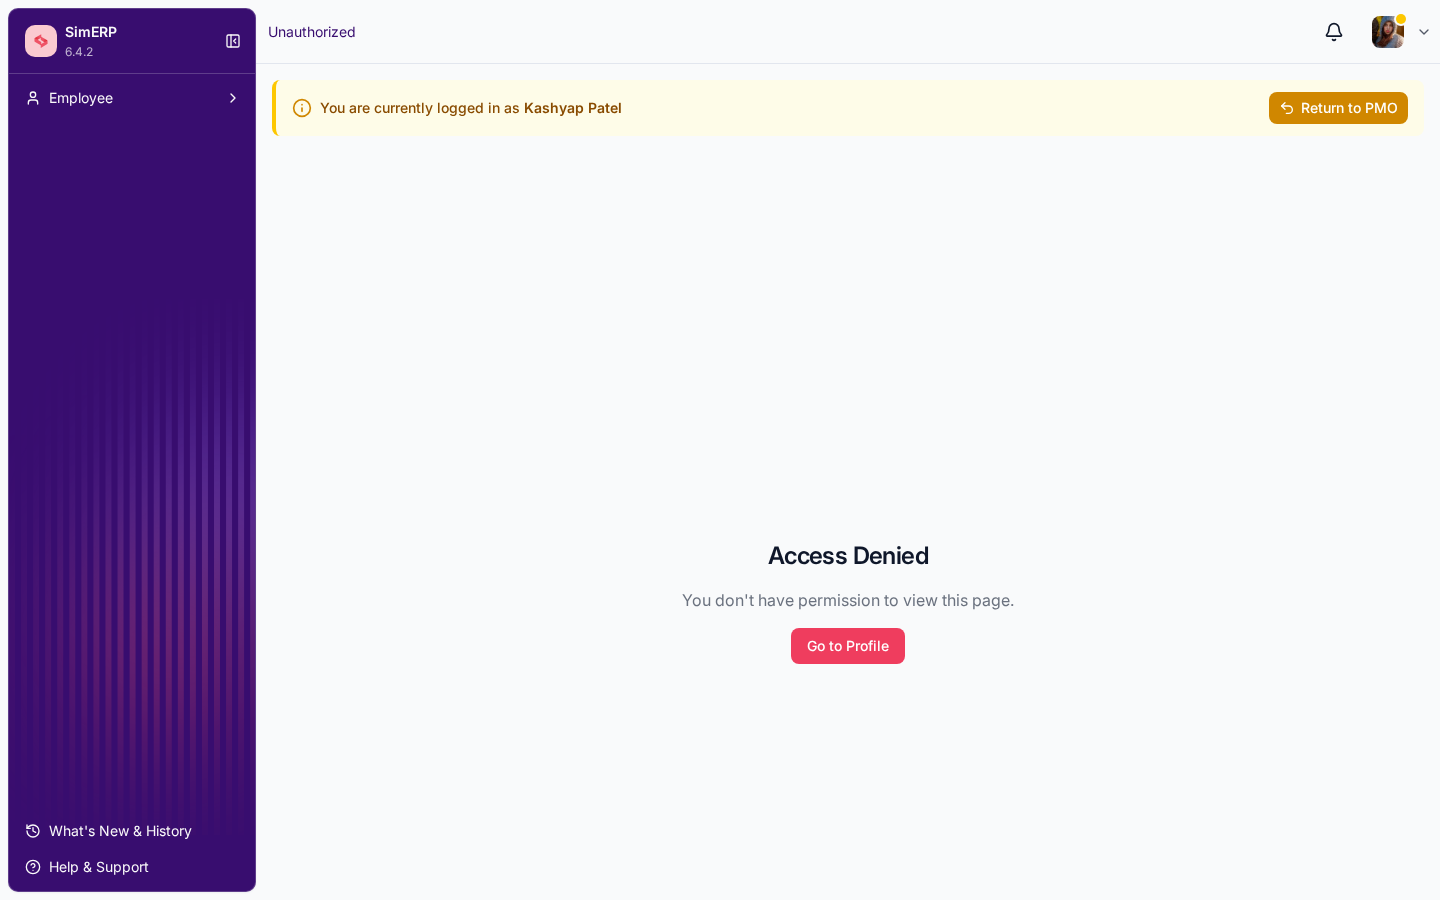 SimERP
6.4.2
Employee
What's New & History
Help & Support
Unauthorized
You are currently logged in as Kashyap Patel
Return to PMO
Access Denied
You don't have permission to view this page.
Go to Profile